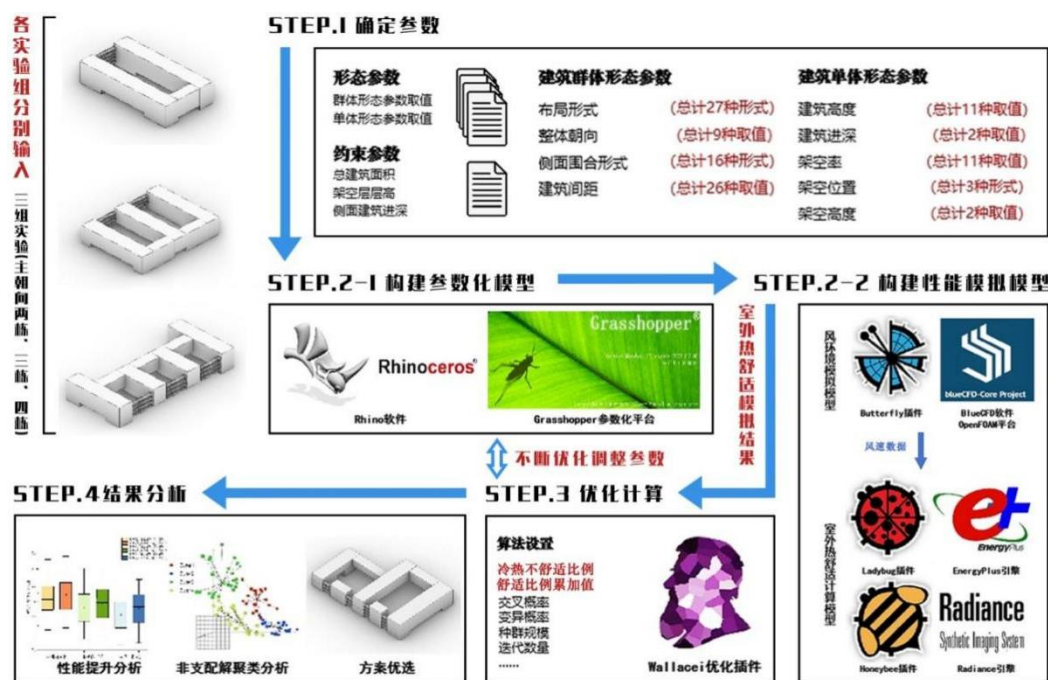 各实验组分别输入
三组实验(主朝向两栋、三栋、四栋)
STEP.1 确定参数
形态参数
群体形态参数取值
单体形态参数取值
约束参数
总建筑面积
架空层层高
侧面建筑进深
建筑群体形态参数
布局形式 (总计27种形式)
整体朝向 (总计9种取值)
侧面围合形式 (总计16种形式)
建筑间距 (总计26种取值)
建筑单体形态参数
建筑高度 (总计11种取值)
建筑进深 (总计2种取值)
架空率 (总计11种取值)
架空位置 (总计3种形式)
架空高度 (总计2种取值)
STEP.2-1 构建参数化模型
Rhinoceros®
Rhino软件
Grasshopper®
Grasshopper参数化平台
室外热舒适模拟结果
STEP.2-2 构建性能模拟模型
风环境模拟模型
Butterfly插件
blueCFD-Core Project
BlueCFD软件
OpenFOAM平台
风速数据
室外热舒适计算模型
Ladybug插件
EnergyPlus
EnergyPlus引擎
Honeybee插件
Radiance
Synthetic Imaging System
Radiance引擎
不断优化调整参数
STEP.3 优化计算
算法设置
冷热不舒适比例
舒适比例累加值
交叉概率
变异概率
种群规模
迭代数量
......
Wallacei优化插件
STEP.4结果分析
性能提升分析
非支配解聚类分析
方案优选